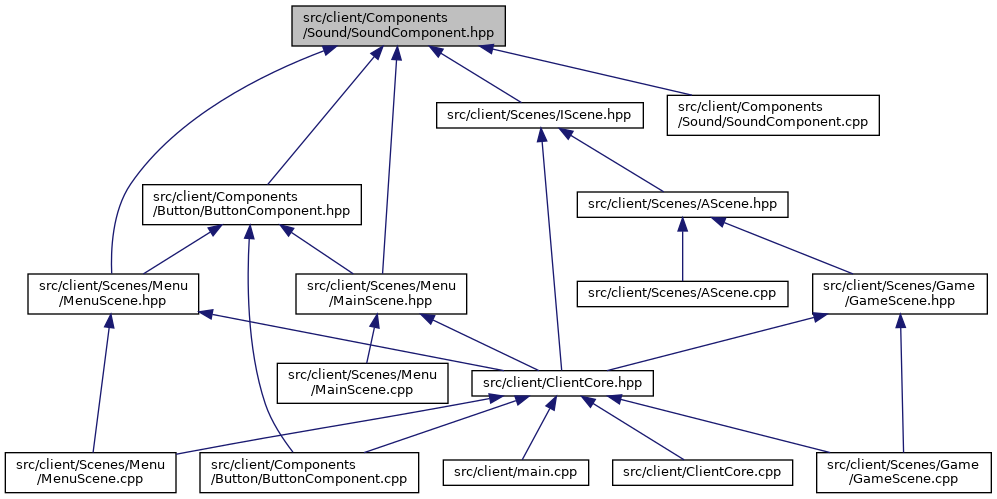 src/client/Components
/Sound/SoundComponent.hpp
src/client/Scenes/IScene.hpp
src/client/Components
/Sound/SoundComponent.cpp
src/client/Components
/Button/ButtonComponent.hpp
src/client/Scenes/AScene.hpp
src/client/Scenes/Menu
/MenuScene.hpp
src/client/Scenes/Menu
/MainScene.hpp
src/client/Scenes/AScene.cpp
src/client/Scenes/Game
/GameScene.hpp
src/client/Scenes/Menu
/MainScene.cpp
src/client/ClientCore.hpp
src/client/Scenes/Menu
/MenuScene.cpp
src/client/Components
/Button/ButtonComponent.cpp
src/client/main.cpp
src/client/ClientCore.cpp
src/client/Scenes/Game
/GameScene.cpp